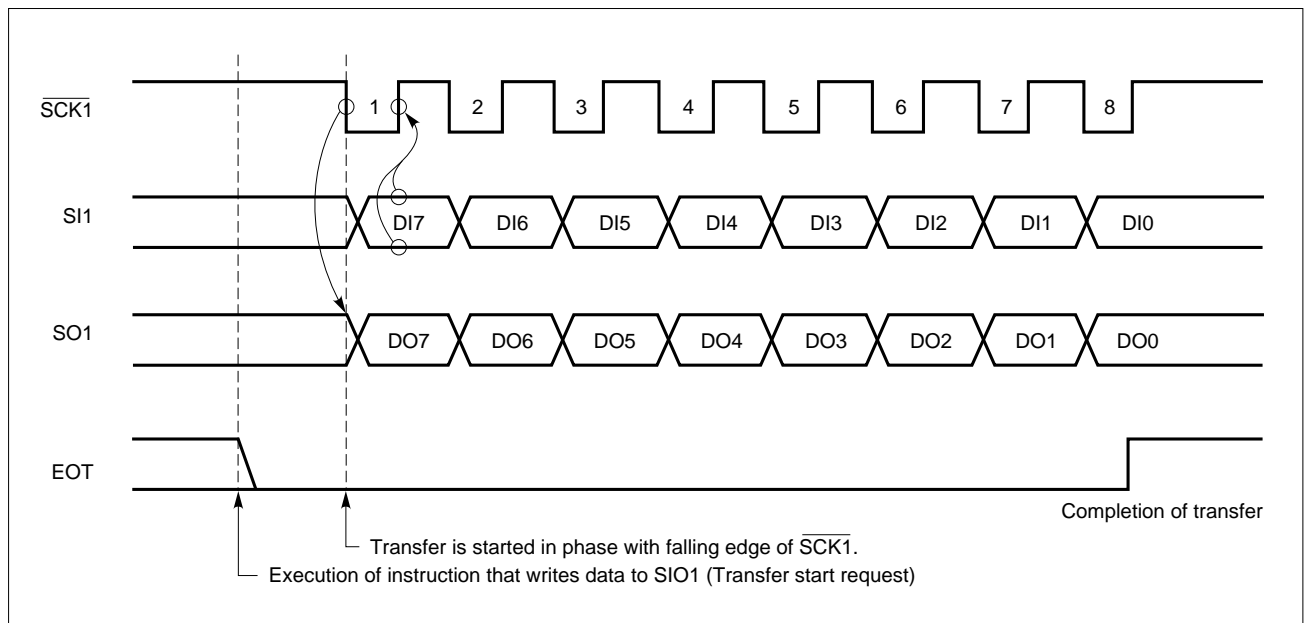 SCK1 1 2 3 4 5 6 7 8
SI1 DI7 DI6 DI5 DI4 DI3 DI2 DI1 DI0
SO1 DO7 DO6 DO5 DO4 DO3 DO2 DO1 DO0
EOT
Completion of transfer
Transfer is started in phase with falling edge of SCK1.
Execution of instruction that writes data to SIO1 (Transfer start request)